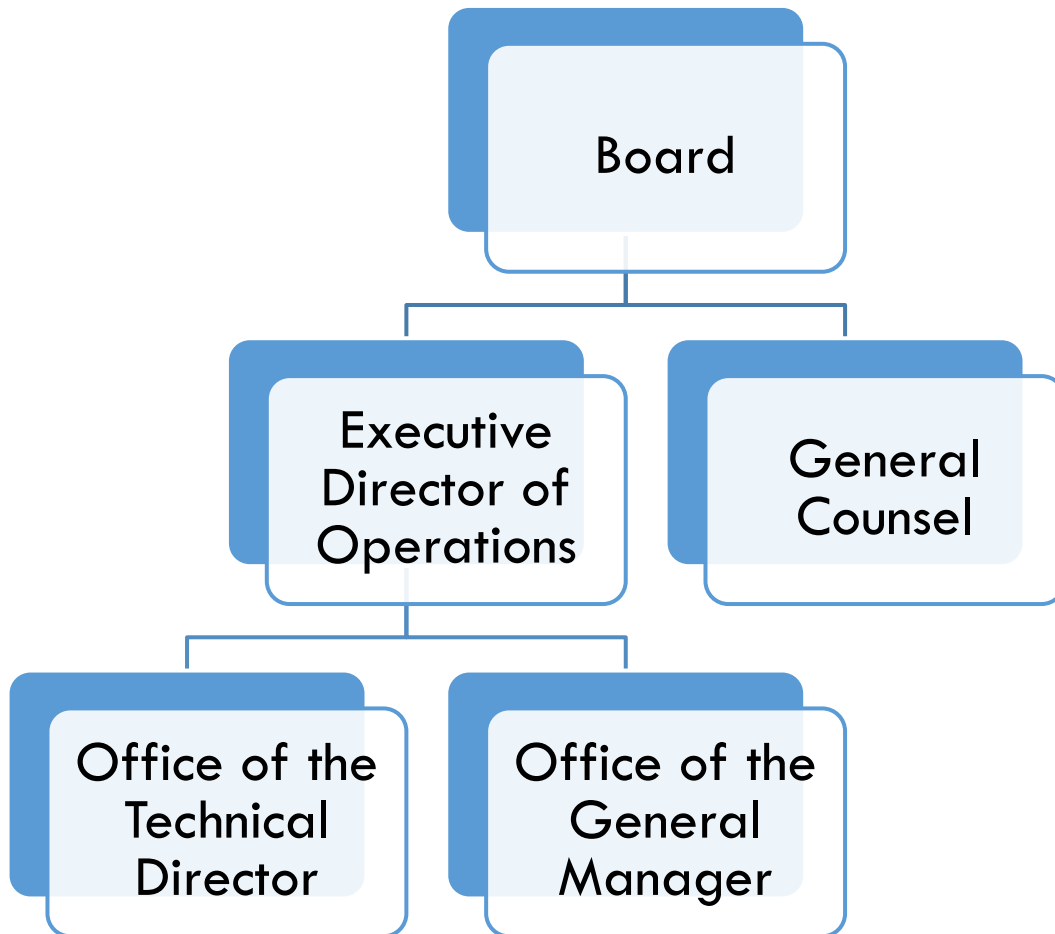 Board
Executive
Director of
Operations
General
Counsel
Office of the
Technical
Director
Office of the
General
Manager